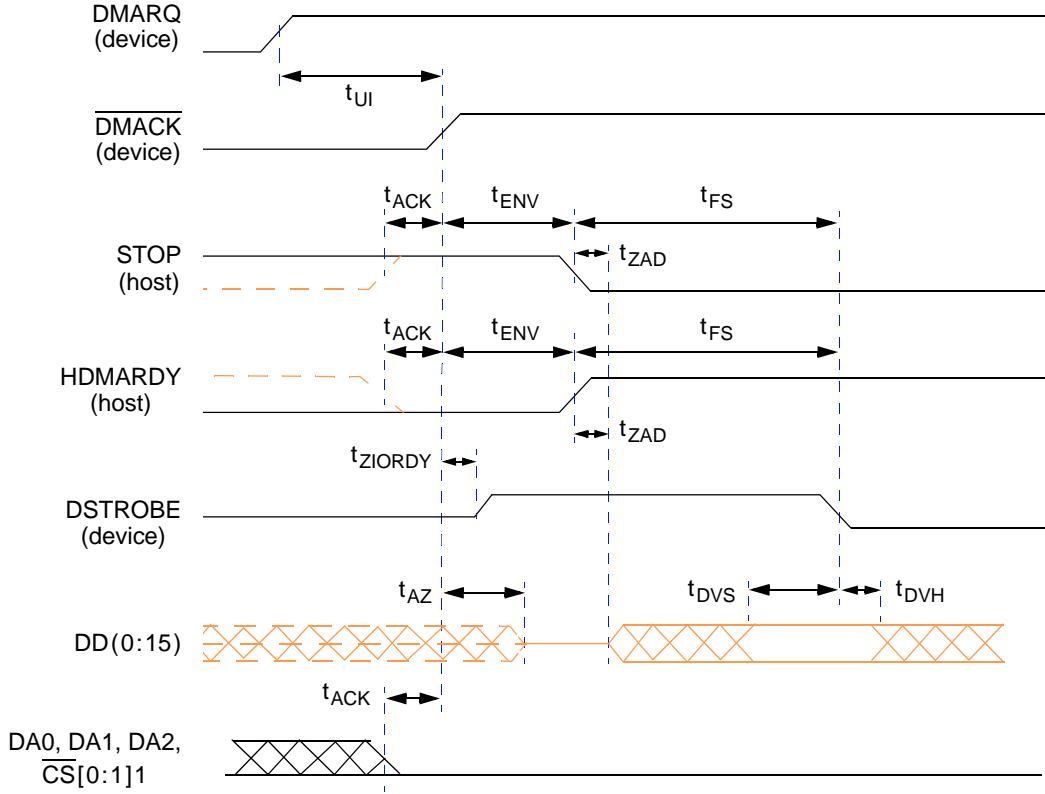 DMARQ
(device)
tUI
DMACK
(device)
tACK tENV tFS
STOP
(host)
tZAD
tACK tENV tFS
HDMARDY
(host)
tZAD
tZIORDY
DSTROBE
(device)
tAZ tDVS tDVH
DD(0:15)
tACK
DA0, DA1, DA2,
CS[0:1]1